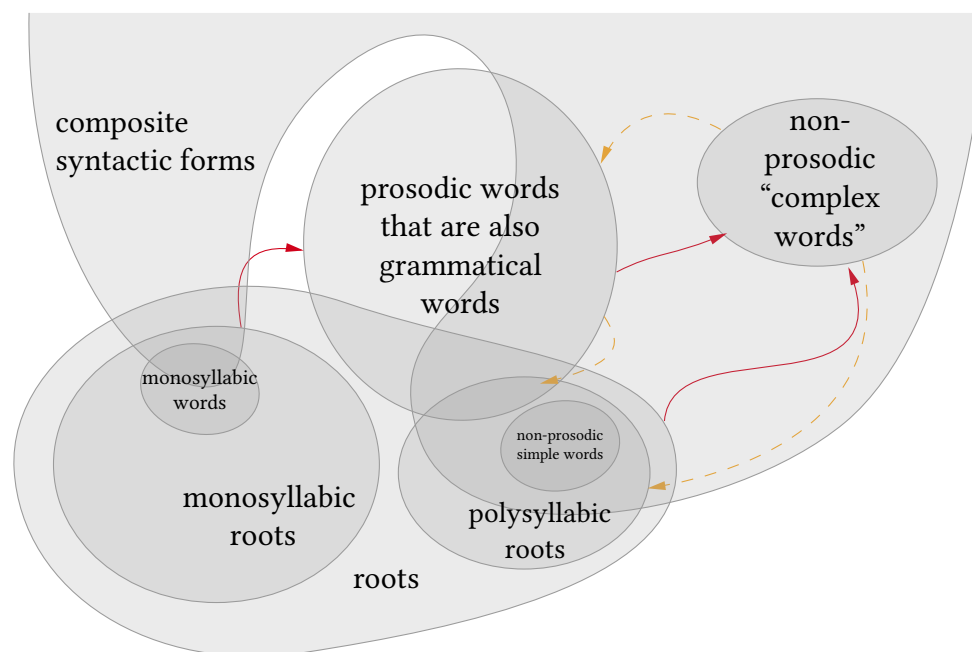 composite
syntactic forms
prosodic words
that are also
grammatical
words
non-
prosodic
“complex
words”
monosyllabic
words
non-prosodic
simple words
monosyllabic
roots
polysyllabic
roots
roots